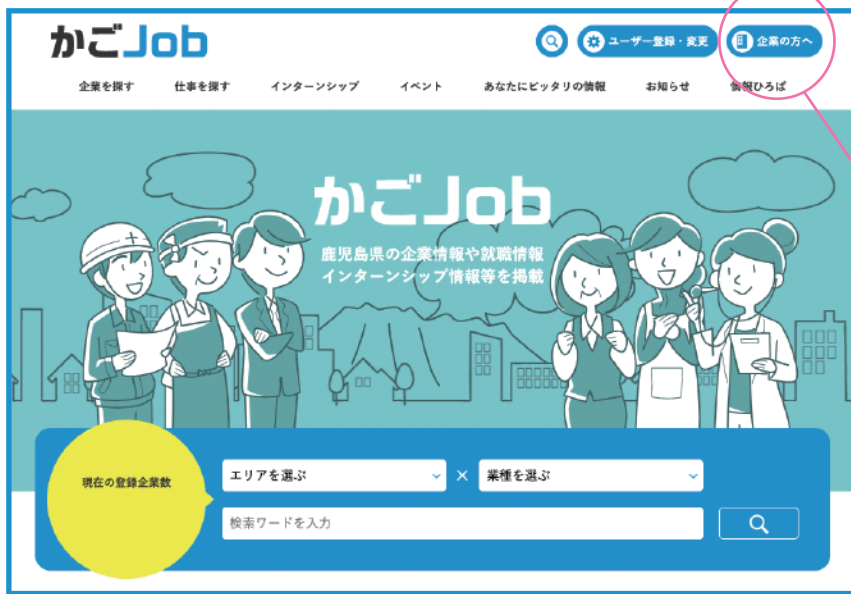 かごJob
ユーザー登録・変更
企業の方へ
企業を探す
仕事を探す
インターンシップ
イベント
あなたにピッタリの情報
お知らせ
情報ひろば
かごJob
鹿児島県の企業情報や就職情報
インターンシップ情報等を掲載
現在の登録企業数
エリアを選ぶ
×
業種を選ぶ
検索ワードを入力